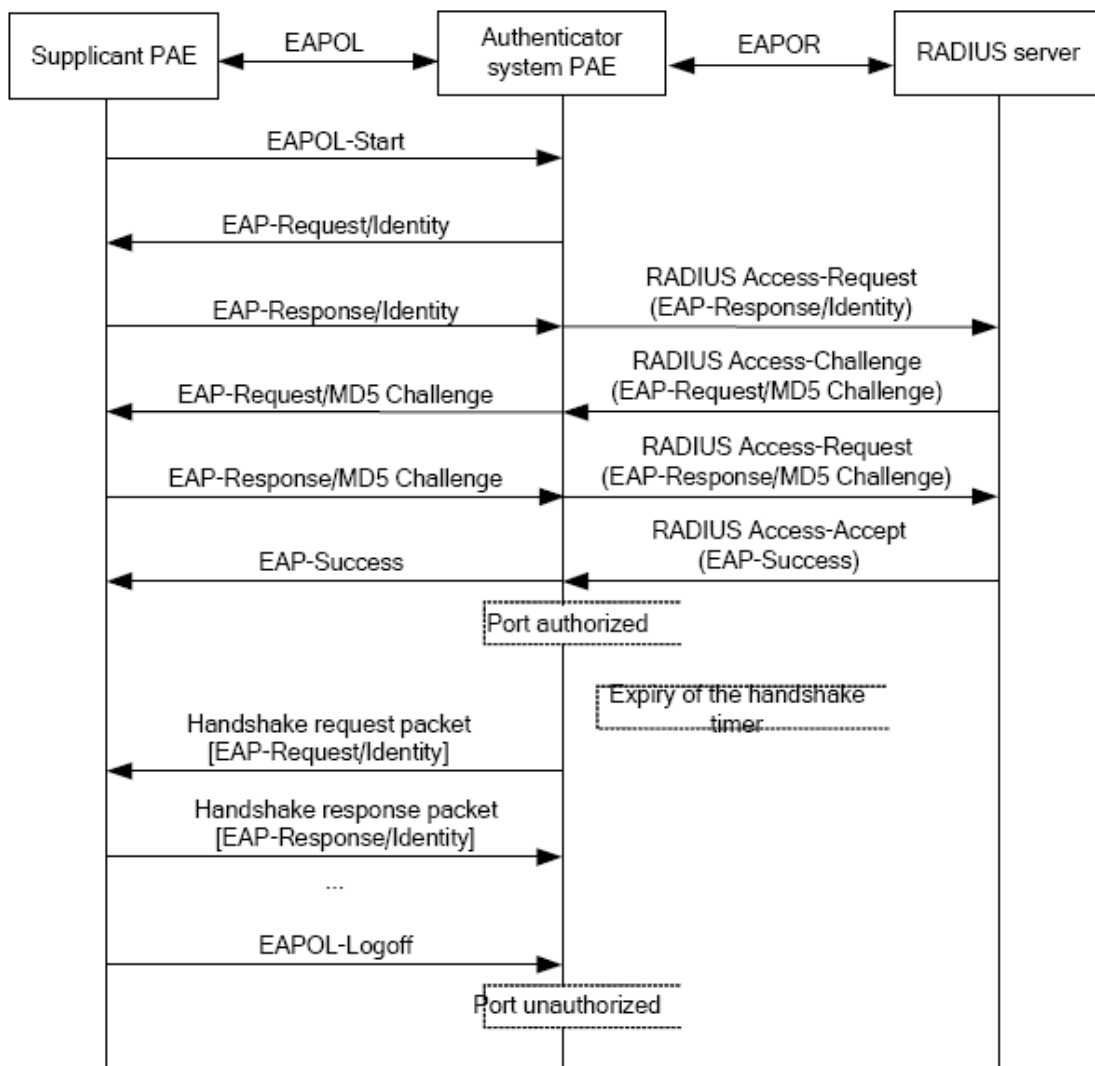 Supplicant PAE
EAPOL
Authenticator
system PAE
EAPOR
RADIUS server
EAPOL-Start
EAP-Request/Identity
EAP-Response/Identity
RADIUS Access-Request
(EAP-Response/Identity)
EAP-Request/MD5 Challenge
RADIUS Access-Challenge
(EAP-Request/MD5 Challenge)
EAP-Response/MD5 Challenge
RADIUS Access-Request
(EAP-Response/MD5 Challenge)
EAP-Success
RADIUS Access-Accept
(EAP-Success)
Port authorized
Expiry of the handshake
timer
Handshake request packet
[EAP-Request/Identity]
Handshake response packet
[EAP-Response/Identity]
...
EAPOL-Logoff
Port unauthorized